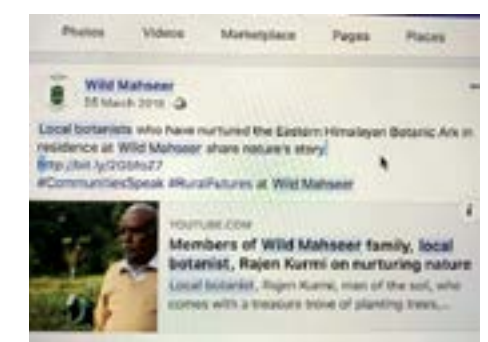 Photos Videos Marketplace Pages Places
Wild Mahseer
March 2018
Local botanists who have nurtured the Eastern Himalayan Botanic Ark in
residence at Wild Mahseer share nature's story.
#CommunitiesSpeak #RuralFutures at Wild Mahseer
YOUTUBE.COM
Members of Wild Mahseer family, local
botanist, Rajen Kurmi on nurturing nature
Local botanist, Rajen Kurmi, man of the soil, who
comes with a treasure trove of planting trees,...